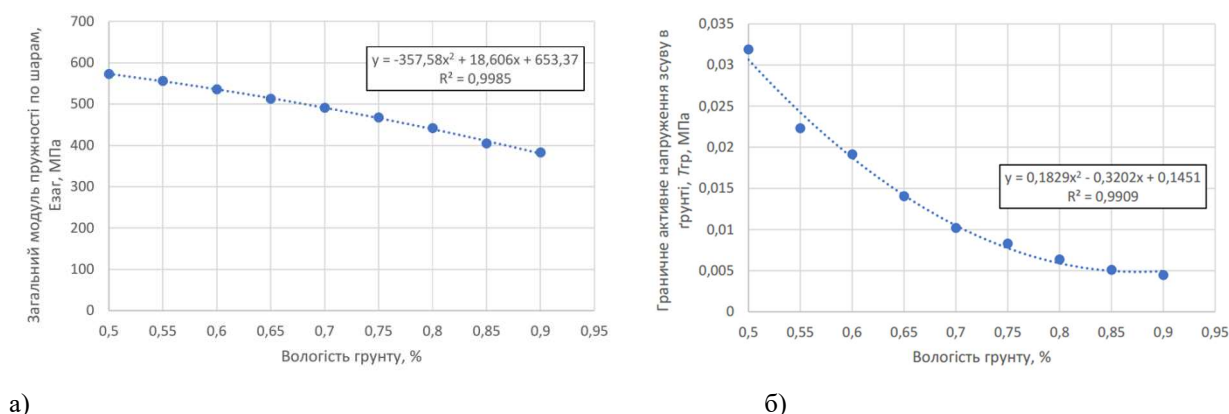 Загальний модуль пружності по шарам,
Езаг, МПа
700
600
500
400
300
200
100
0
y = -357,58x² + 18,606x + 653,37
R² = 0,9985
0,5 0,55 0,6 0,65 0,7 0,75 0,8 0,85 0,9 0,95
Вологість грунту, %
а)
Граничне активне напруження зсуву в
ґрунті, Тгр, МПа
0,035
0,03
0,025
0,02
0,015
0,01
0,005
0
y = 0,1829x² - 0,3202x + 0,1451
R² = 0,9909
0,5 0,55 0,6 0,65 0,7 0,75 0,8 0,85 0,9 0,95
Вологість грунту, %
б)